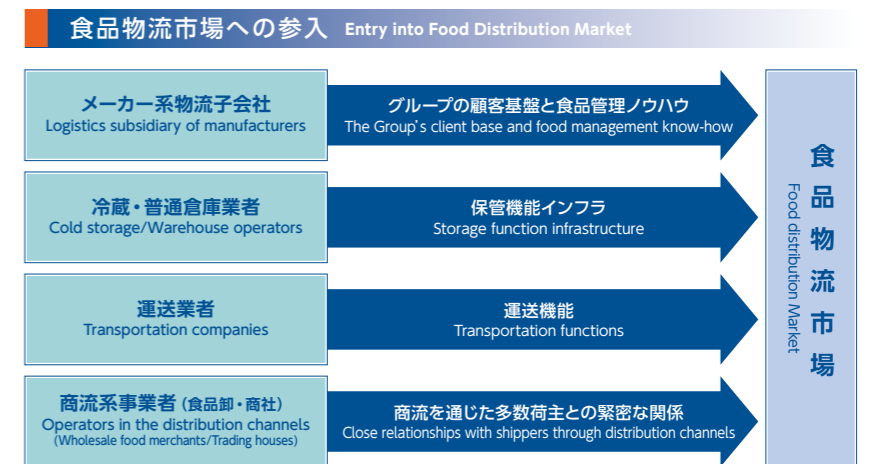 食品物流市場への参入 Entry into Food Distribution Market
メーカー系物流子会社
Logistics subsidiary of manufacturers
グループの顧客基盤と食品管理ノウハウ
The Group's client base and food management know-how
冷蔵・普通倉庫業者
Cold storage/Warehouse operators
保管機能インフラ
Storage function infrastructure
運送業者
Transportation companies
運送機能
Transportation functions
商流系事業者（食品卸・商社）
Operators in the distribution channels
(Wholesale food merchants/Trading houses)
商流を通じた多数荷主との緊密な関係
Close relationships with shippers through distribution channels
食品物流市場
Food distribution Market